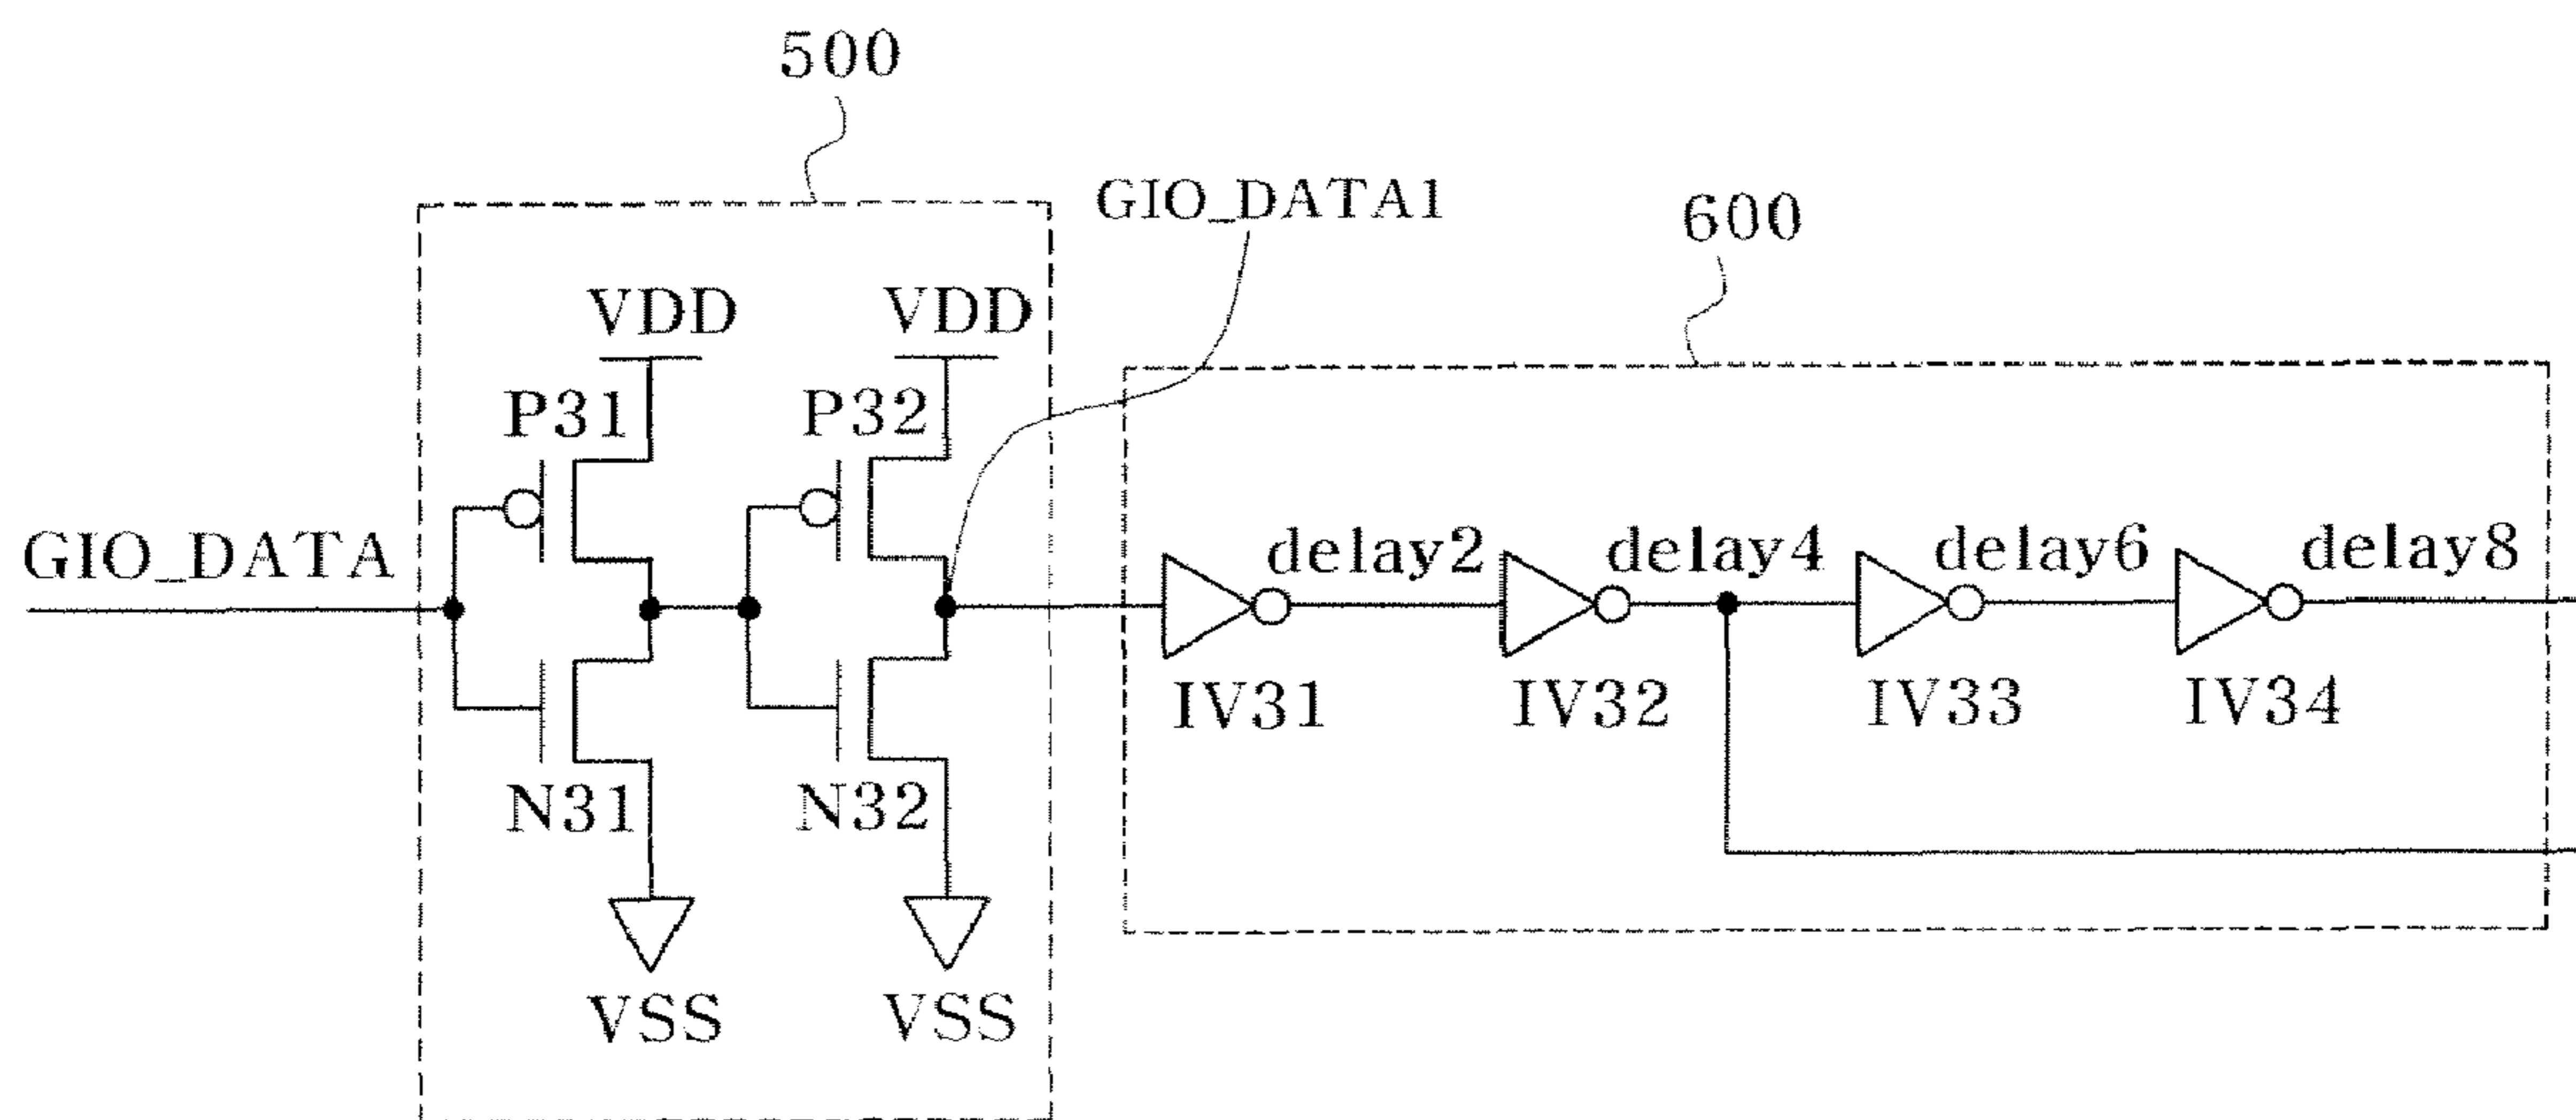 500
GIO_DATA1
600
VDD VDD
P31 P32
GIO_DATA
delay2 delay4 delay6 delay8
IV31 IV32 IV33 IV34
N31 N32
VSS VSS